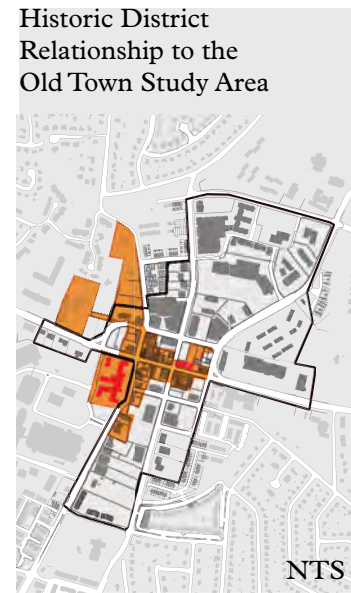 Historic District
Relationship to the
Old Town Study Area
NTS